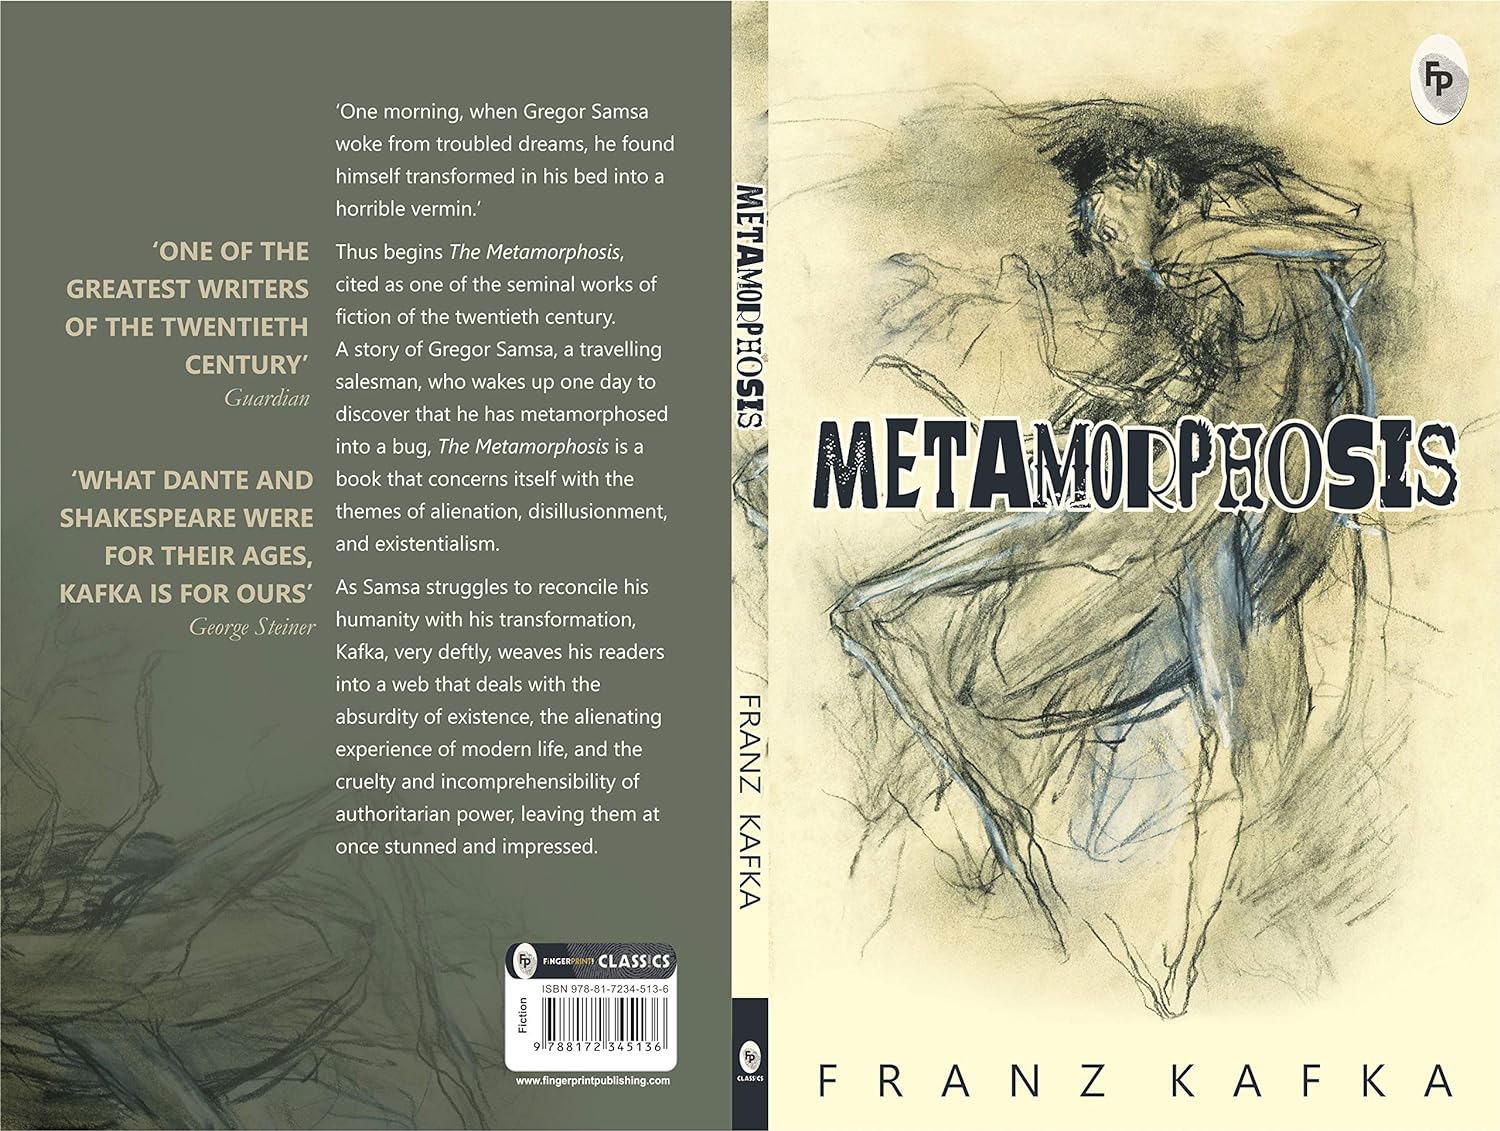 ‘One morning, when Gregor Samsa
woke from troubled dreams, he found
himself transformed in his bed into a
horrible vermin.’
Thus begins The Metamorphosis,
cited as one of the seminal works of
fiction of the twentieth century.
A story of Gregor Samsa, a travelling
salesman, who wakes up one day to
discover that he has metamorphosed
into a bug, The Metamorphosis is a
book that concerns itself with the
themes of alienation, disillusionment,
and existentialism.
As Samsa struggles to reconcile his
humanity with his transformation,
Kafka, very deftly, weaves his readers
into a web that deals with the
absurdity of existence, the alienating
experience of modern life, and the
cruelty and incomprehensibility of
authoritarian power, leaving them at
once stunned and impressed.
‘ONE OF THE
GREATEST WRITERS
OF THE TWENTIETH
CENTURY’
Guardian
‘WHAT DANTE AND
SHAKESPEARE WERE
FOR THEIR AGES,
KAFKA IS FOR OURS’
George Steiner
FP FiNGERPRINT! CLASS!CS
ISBN 978-81-7234-513-6
Fiction
9 788172 345136
www.fingerprintpublishing.com
METAMORPHOSIS
FRANZ KAFKA
FP
CLASS!CS
FP
METAMORPHOSIS
FRANZ KAFKA